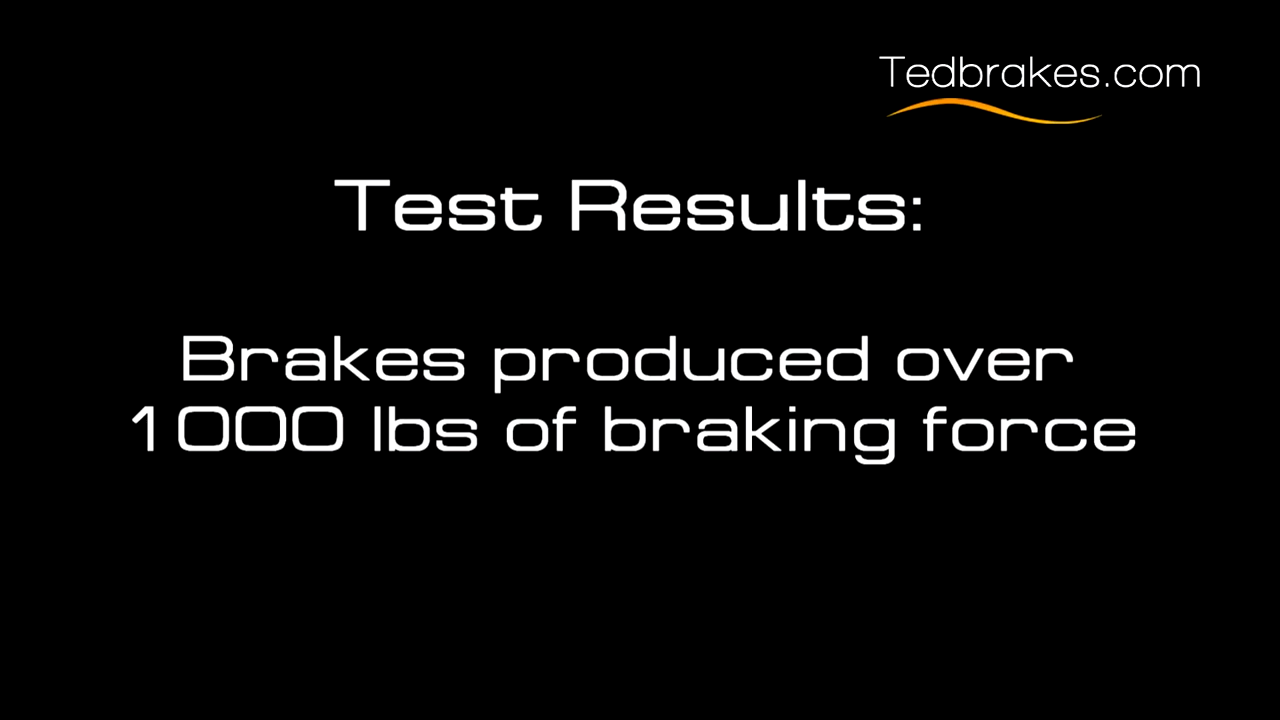 Tedbrakes.com
Test Results:
Brakes produced over
1000 lbs of braking force